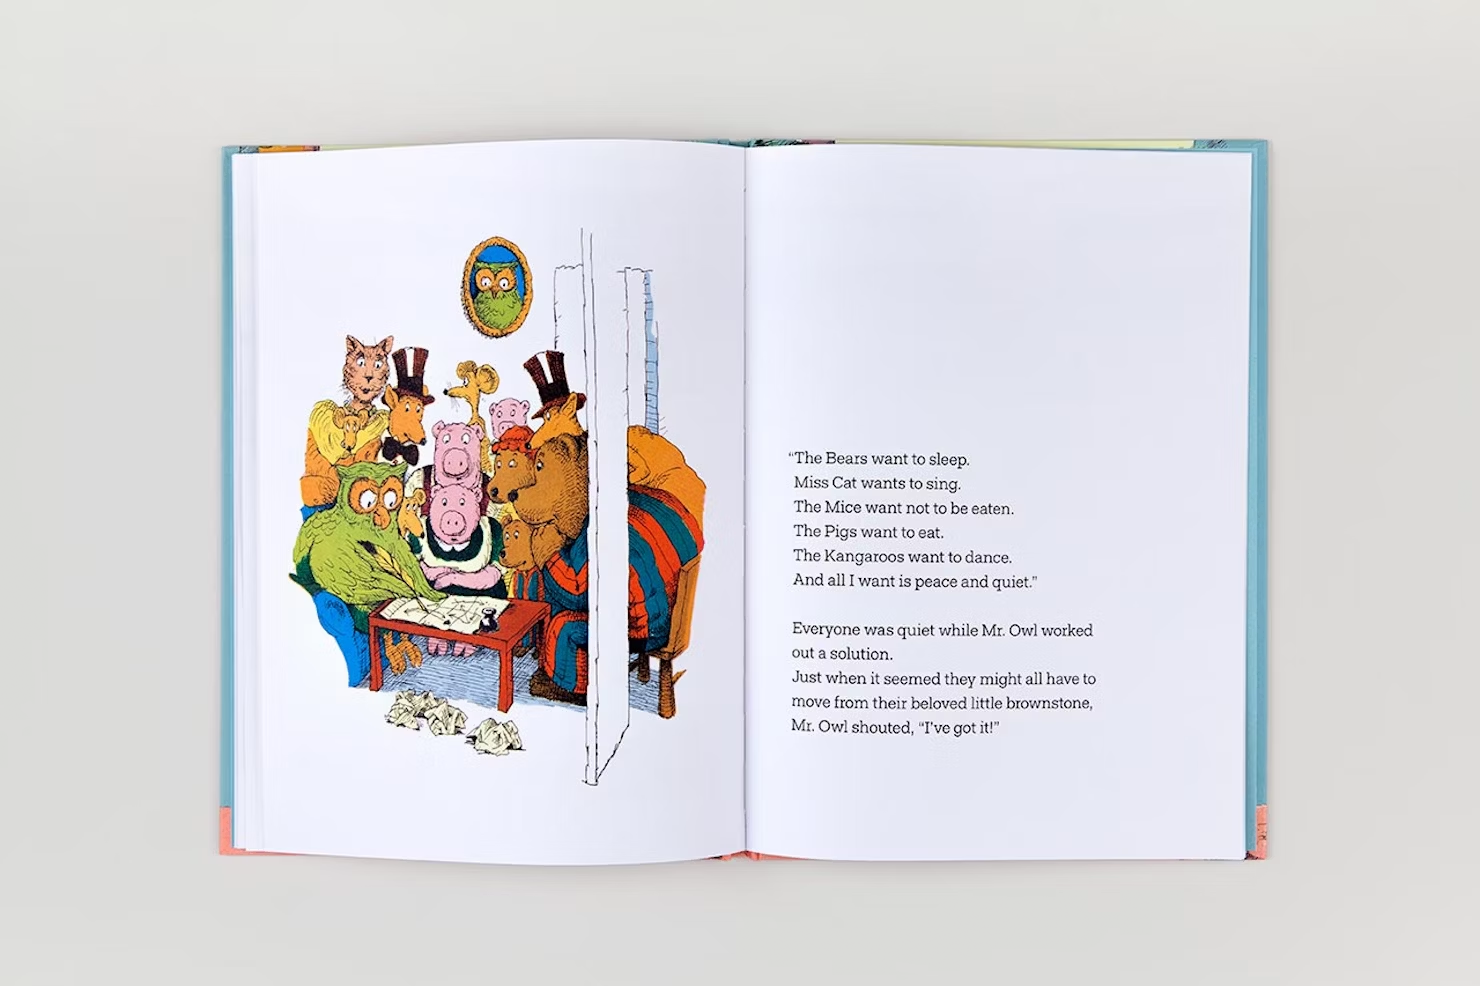 “The Bears want to sleep.
Miss Cat wants to sing.
The Mice want not to be eaten.
The Pigs want to eat.
The Kangaroos want to dance.
And all I want is peace and quiet.”
Everyone was quiet while Mr. Owl worked
out a solution.
Just when it seemed they might all have to
move from their beloved little brownstone,
Mr. Owl shouted, “I’ve got it!”